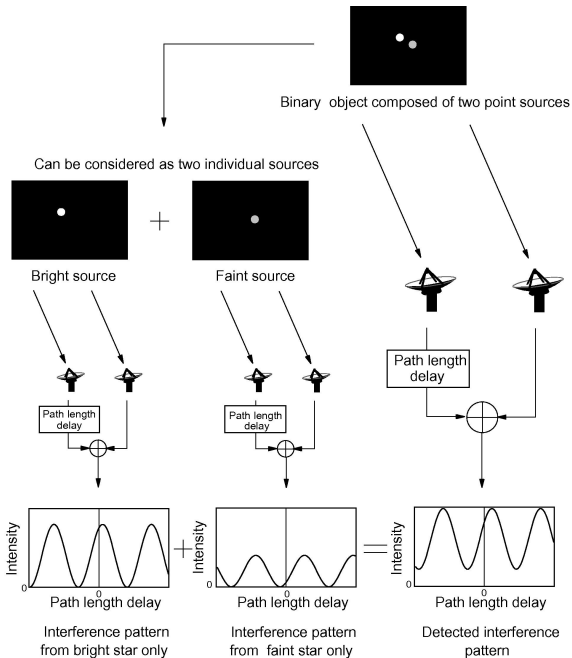 Binary object composed of two point sources
Can be considered as two individual sources
+
Bright source
Faint source
Path length
delay
Path length
delay
Path length
delay
Intensity
0
0
Path length delay
+
Intensity
0
0
Path length delay
=
Intensity
0
0
Path length delay
Interference pattern
from bright star only
Interference pattern
from faint star only
Detected interference
pattern